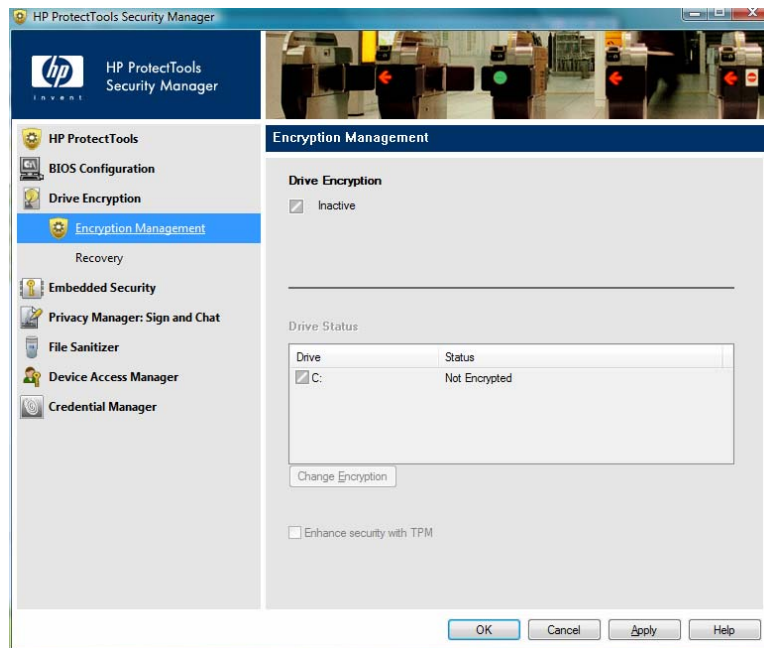 HP ProtectTools Security Manager
hp
invent
HP ProtectTools
Security Manager
HP ProtectTools
BIOS Configuration
Drive Encryption
Encryption Management
Recovery
Embedded Security
Privacy Manager: Sign and Chat
File Sanitizer
Device Access Manager
Credential Manager
Encryption Management
Drive Encryption
Inactive
Drive Status
Drive Status
C: Not Encrypted
Change Encryption
Enhance security with TPM
OK Cancel Apply Help